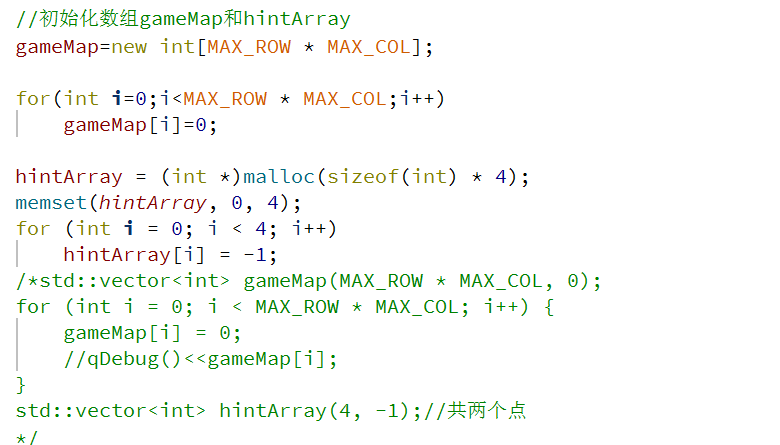 //初始化数组gameMap和hintArray
gameMap=new int[MAX_ROW * MAX_COL];

for(int i=0;i<MAX_ROW * MAX_COL;i++)
    gameMap[i]=0;

hintArray = (int *)malloc(sizeof(int) * 4);
memset(hintArray, 0, 4);
for (int i = 0; i < 4; i++)
    hintArray[i] = -1;
/*std::vector<int> gameMap(MAX_ROW * MAX_COL, 0);
for (int i = 0; i < MAX_ROW * MAX_COL; i++) {
    gameMap[i] = 0;
    //qDebug()<<gameMap[i];
}
std::vector<int> hintArray(4, -1);//共两个点
*/